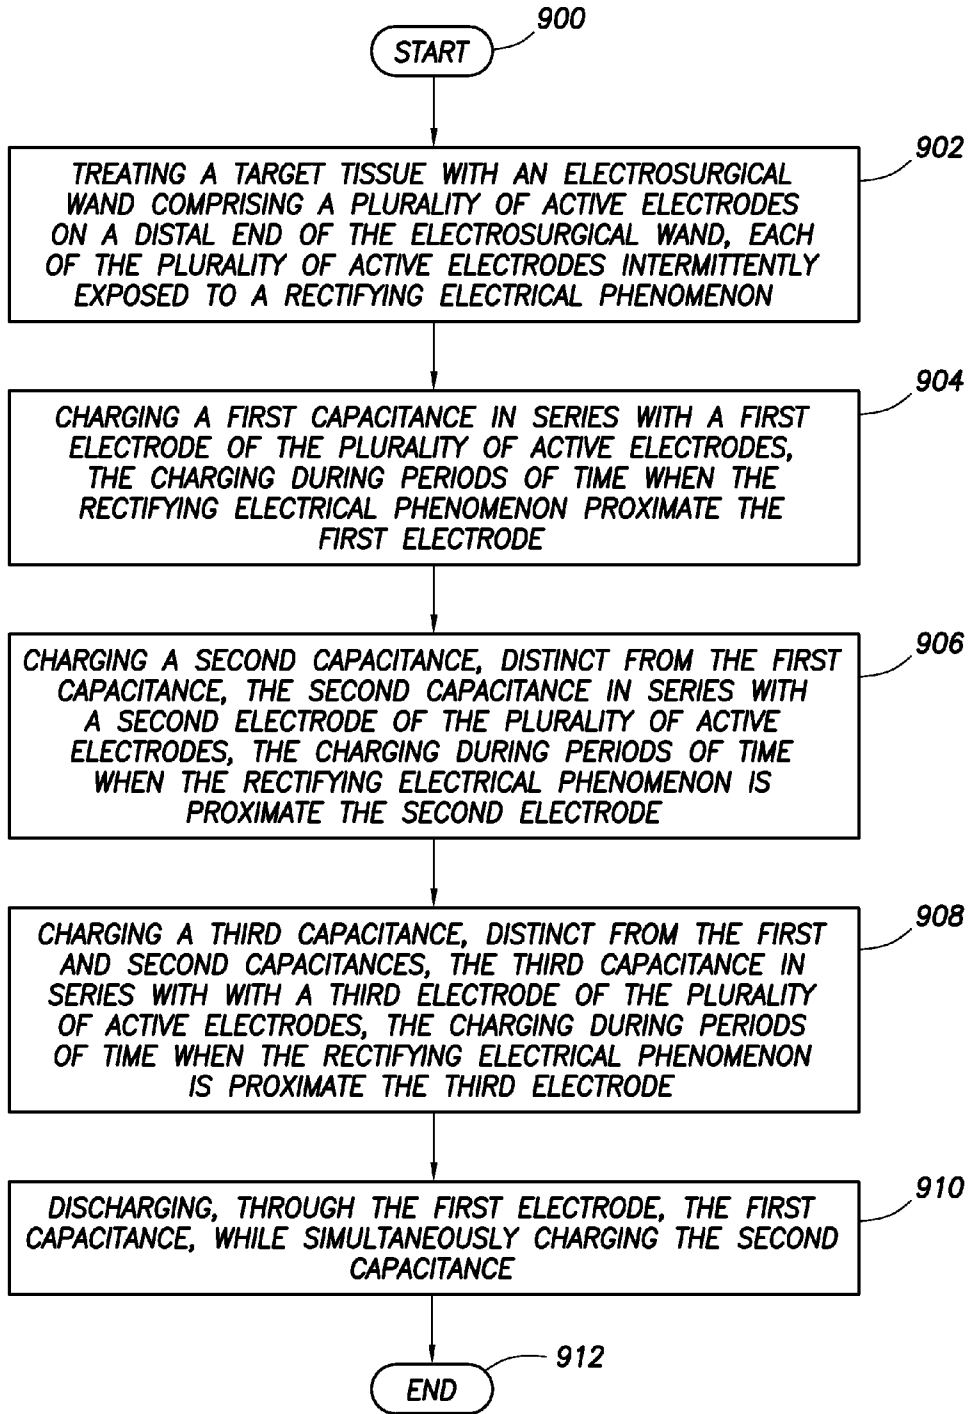 900
START
902
TREATING A TARGET TISSUE WITH AN ELECTROSURGICAL
WAND COMPRISING A PLURALITY OF ACTIVE ELECTRODES
ON A DISTAL END OF THE ELECTROSURGICAL WAND, EACH
OF THE PLURALITY OF ACTIVE ELECTRODES INTERMITTENTLY
EXPOSED TO A RECTIFYING ELECTRICAL PHENOMENON
904
CHARGING A FIRST CAPACITANCE IN SERIES WITH A FIRST
ELECTRODE OF THE PLURALITY OF ACTIVE ELECTRODES,
THE CHARGING DURING PERIODS OF TIME WHEN THE
RECTIFYING ELECTRICAL PHENOMENON PROXIMATE THE
FIRST ELECTRODE
906
CHARGING A SECOND CAPACITANCE, DISTINCT FROM THE FIRST
CAPACITANCE, THE SECOND CAPACITANCE IN SERIES WITH
A SECOND ELECTRODE OF THE PLURALITY OF ACTIVE
ELECTRODES, THE CHARGING DURING PERIODS OF TIME
WHEN THE RECTIFYING ELECTRICAL PHENOMENON IS
PROXIMATE THE SECOND ELECTRODE
908
CHARGING A THIRD CAPACITANCE, DISTINCT FROM THE FIRST
AND SECOND CAPACITANCES, THE THIRD CAPACITANCE IN
SERIES WITH WITH A THIRD ELECTRODE OF THE PLURALITY
OF ACTIVE ELECTRODES, THE CHARGING DURING PERIODS
OF TIME WHEN THE RECTIFYING ELECTRICAL PHENOMENON
IS PROXIMATE THE THIRD ELECTRODE
910
DISCHARGING, THROUGH THE FIRST ELECTRODE, THE FIRST
CAPACITANCE, WHILE SIMULTANEOUSLY CHARGING THE SECOND
CAPACITANCE
912
END